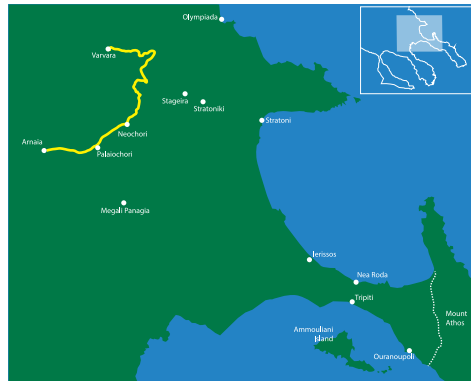 Olympiada
Varvara
Stageira
Stratoniki
Neochori
Stratoni
Arnaia
Palaiochori
Megali Panagia
Ierissos
Nea Roda
Tripiti
Mount
Athos
Ammouliani
Island
Ouranoupoli